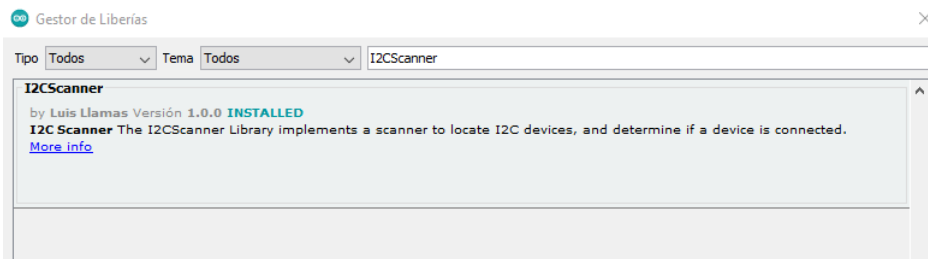 Gestor de Liberías
Tipo Todos Tema Todos I2CScanner
I2CScanner
by Luis Llamas Versión 1.0.0 INSTALLED
I2C Scanner The I2CScanner Library implements a scanner to locate I2C devices, and determine if a device is connected.
More info